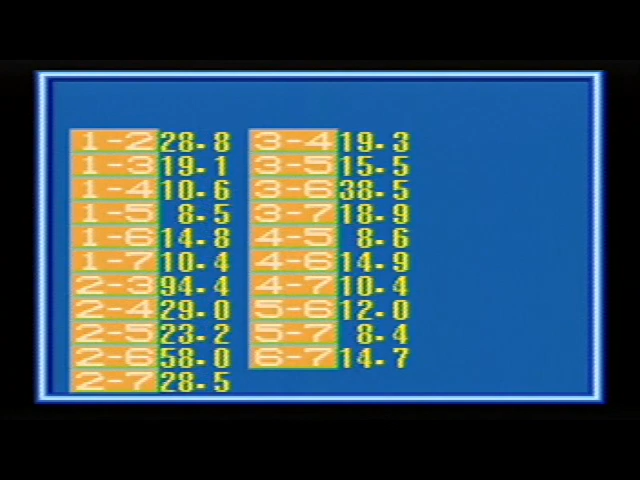 1-2 28.8 3-4 19.3
1-3 19.1 3-5 15.5
1-4 10.6 3-6 38.5
1-5 8.5 3-7 18.9
1-6 14.8 4-5 8.6
1-7 10.4 4-6 14.9
2-3 94.4 4-7 10.4
2-4 29.0 5-6 12.0
2-5 23.2 5-7 8.4
2-6 58.0 6-7 14.7
2-7 28.5